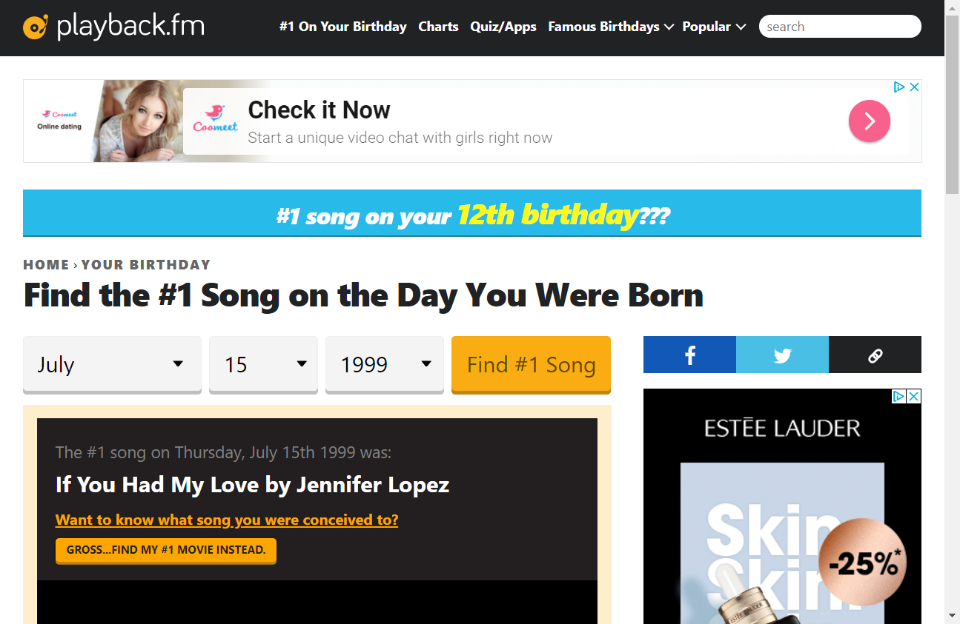 playback.fm
#1 On Your Birthday Charts Quiz/Apps Famous Birthdays Popular search
Coomeet
Online dating
Coomeet
Check it Now
Start a unique video chat with girls right now
#1 song on your 12th birthday???
HOME › YOUR BIRTHDAY
Find the #1 Song on the Day You Were Born
July 15 1999 Find #1 Song
The #1 song on Thursday, July 15th 1999 was:
If You Had My Love by Jennifer Lopez
Want to know what song you were conceived to?
GROSS...FIND MY #1 MOVIE INSTEAD.
ESTĒE LAUDER
Skin
Skin
-25%*